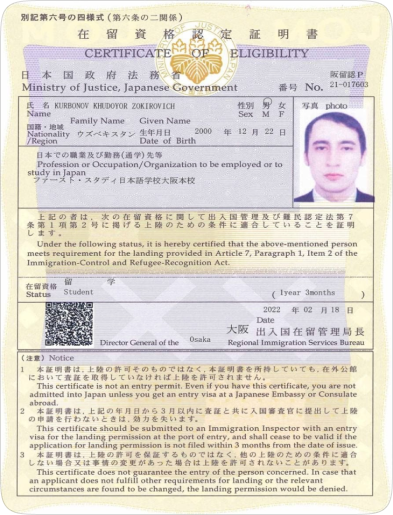 別記第六号の四様式(第六条の二関係)
在留資格認定証明書
CERTIFICATE OF ELIGIBILITY
日本国政府法務省
Ministry of Justice, Japanese Government
阪留認P
番号 No. 21-017603
氏 名 KURBONOV KHUDOYOR ZOKIROVICH
Name
Family Name Given Name
性別 男 女
Sex M F
写真 photo
国籍・地域
Nationality ウズベキスタン 生年月日 2000 年 12 月 22 日
/Region Date of Birth
日本での職業及び勤務(通学)先等
Profession or Occupation/Organization to be employed or to
study in Japan
ファースト・スタディ日本語学校大阪本校
上記の者は、次の在留資格に関して出入国管理及び難民認定法第7
条第1項第2号に掲げる上陸のための条件に適合していることを証明
します。
Under the following status, it is hereby certified that the above-mentioned person
meets requirement for the landing provided in Article 7, Paragraph 1, Item 2 of the
Immigration-Control and Refugee-Recognition Act.
在留資格 留 学
Status Student
( 1year 3months )
2022 年 02 月 18 日
Date
大阪 出入国在留管理局長
Director General of the Osaka Regional Immigration Services Bureau
(注意) Notice
1 本証明書は、上陸の許可そのものではなく、本証明書を所持していても、在外公館
において査証を取得していなければ上陸を許可されません。
This certificate is not an entry permit. Even if you have this certificate, you are not
admitted into Japan unless you get an entry visa at a Japanese Embassy or Consulate
abroad.
2 本証明書は、上記の年月日から3月以内に査証と共に入国審査官に提出して上陸
の申請を行わないときは、効力を失います。
This certificate should be submitted to an Immigration Inspector with an entry
visa for the landing permission at the port of entry, and shall cease to be valid if the
application for landing permission is not filed within 3 months from the date of issue.
3 本証明書は、上陸の許可を保証するものではなく、他の上陸のための条件に適合
しない場合又は事情の変更があった場合は上陸を許可されないことがあります。
This certificate does not guarantee the entry of the person concerned. In case that
an applicant does not fulfill other requirements for landing or the relevant
circumstances are found to be changed, the landing permission would be denied.